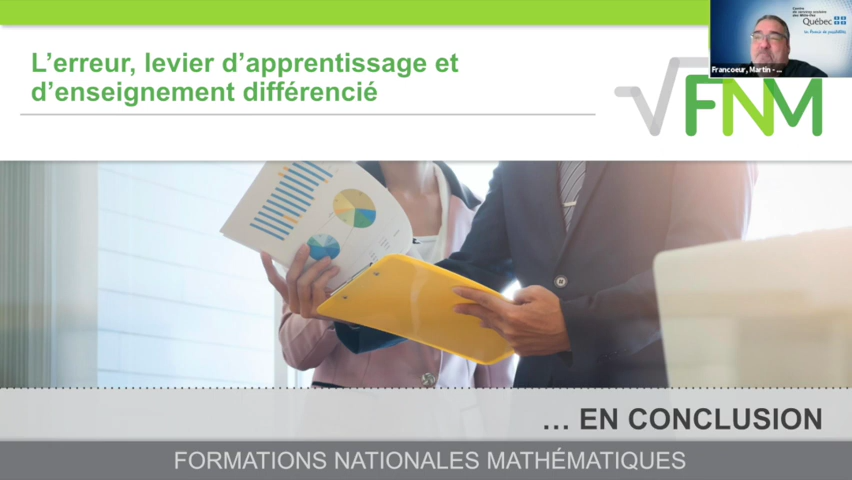 L'erreur, levier d'apprentissage et
d'enseignement différencié
Québec
Francoeur, Martin - ...
√FNM
... EN CONCLUSION
FORMATIONS NATIONALES MATHÉMATIQUES